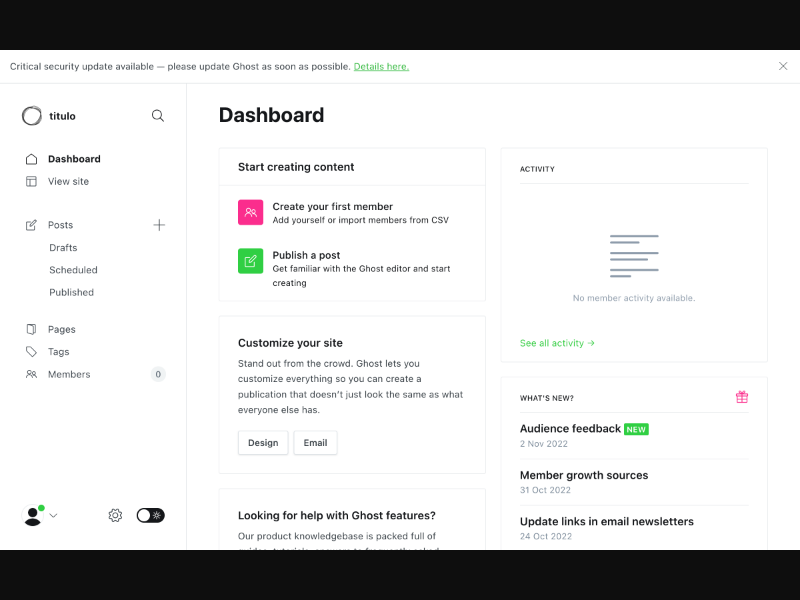 Critical security update available — please update Ghost as soon as possible. Details here.
titulo
Dashboard
View site
Posts
Drafts
Scheduled
Published
Pages
Tags
Members 0
Dashboard
Start creating content
Create your first member
Add yourself or import members from CSV
Publish a post
Get familiar with the Ghost editor and start
creating
Customize your site
Stand out from the crowd. Ghost lets you
customize everything so you can create a
publication that doesn't just look the same as what
everyone else has.
Design Email
Looking for help with Ghost features?
Our product knowledgebase is packed full of
ACTIVITY
No member activity available.
See all activity →
WHAT'S NEW?
Audience feedback NEW
2 Nov 2022
Member growth sources
31 Oct 2022
Update links in email newsletters
24 Oct 2022